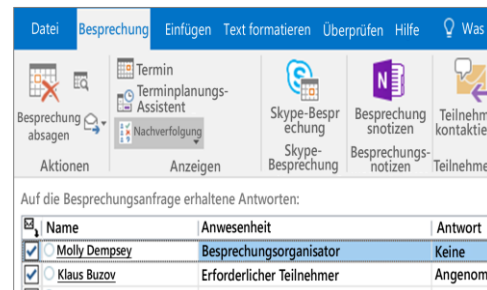 Datei Besprechung Einfügen Text formatieren Überprüfen Hilfe Was
Besprechung
absagen
Aktionen
Termin
Terminplanungs-
Assistent
Nachverfolgung
Anzeigen
Skype-Bespr
echung
Skype-
Besprechung
Besprechung
snotizen
Besprechungs-
notizen
Teilnehm
kontaktie
Teilnehme
Auf die Besprechungsanfrage erhaltene Antworten:
Name Anwesenheit Antwort
Molly Dempsey Besprechungsorganisator Keine
Klaus Buzov Erforderlicher Teilnehmer Angenom